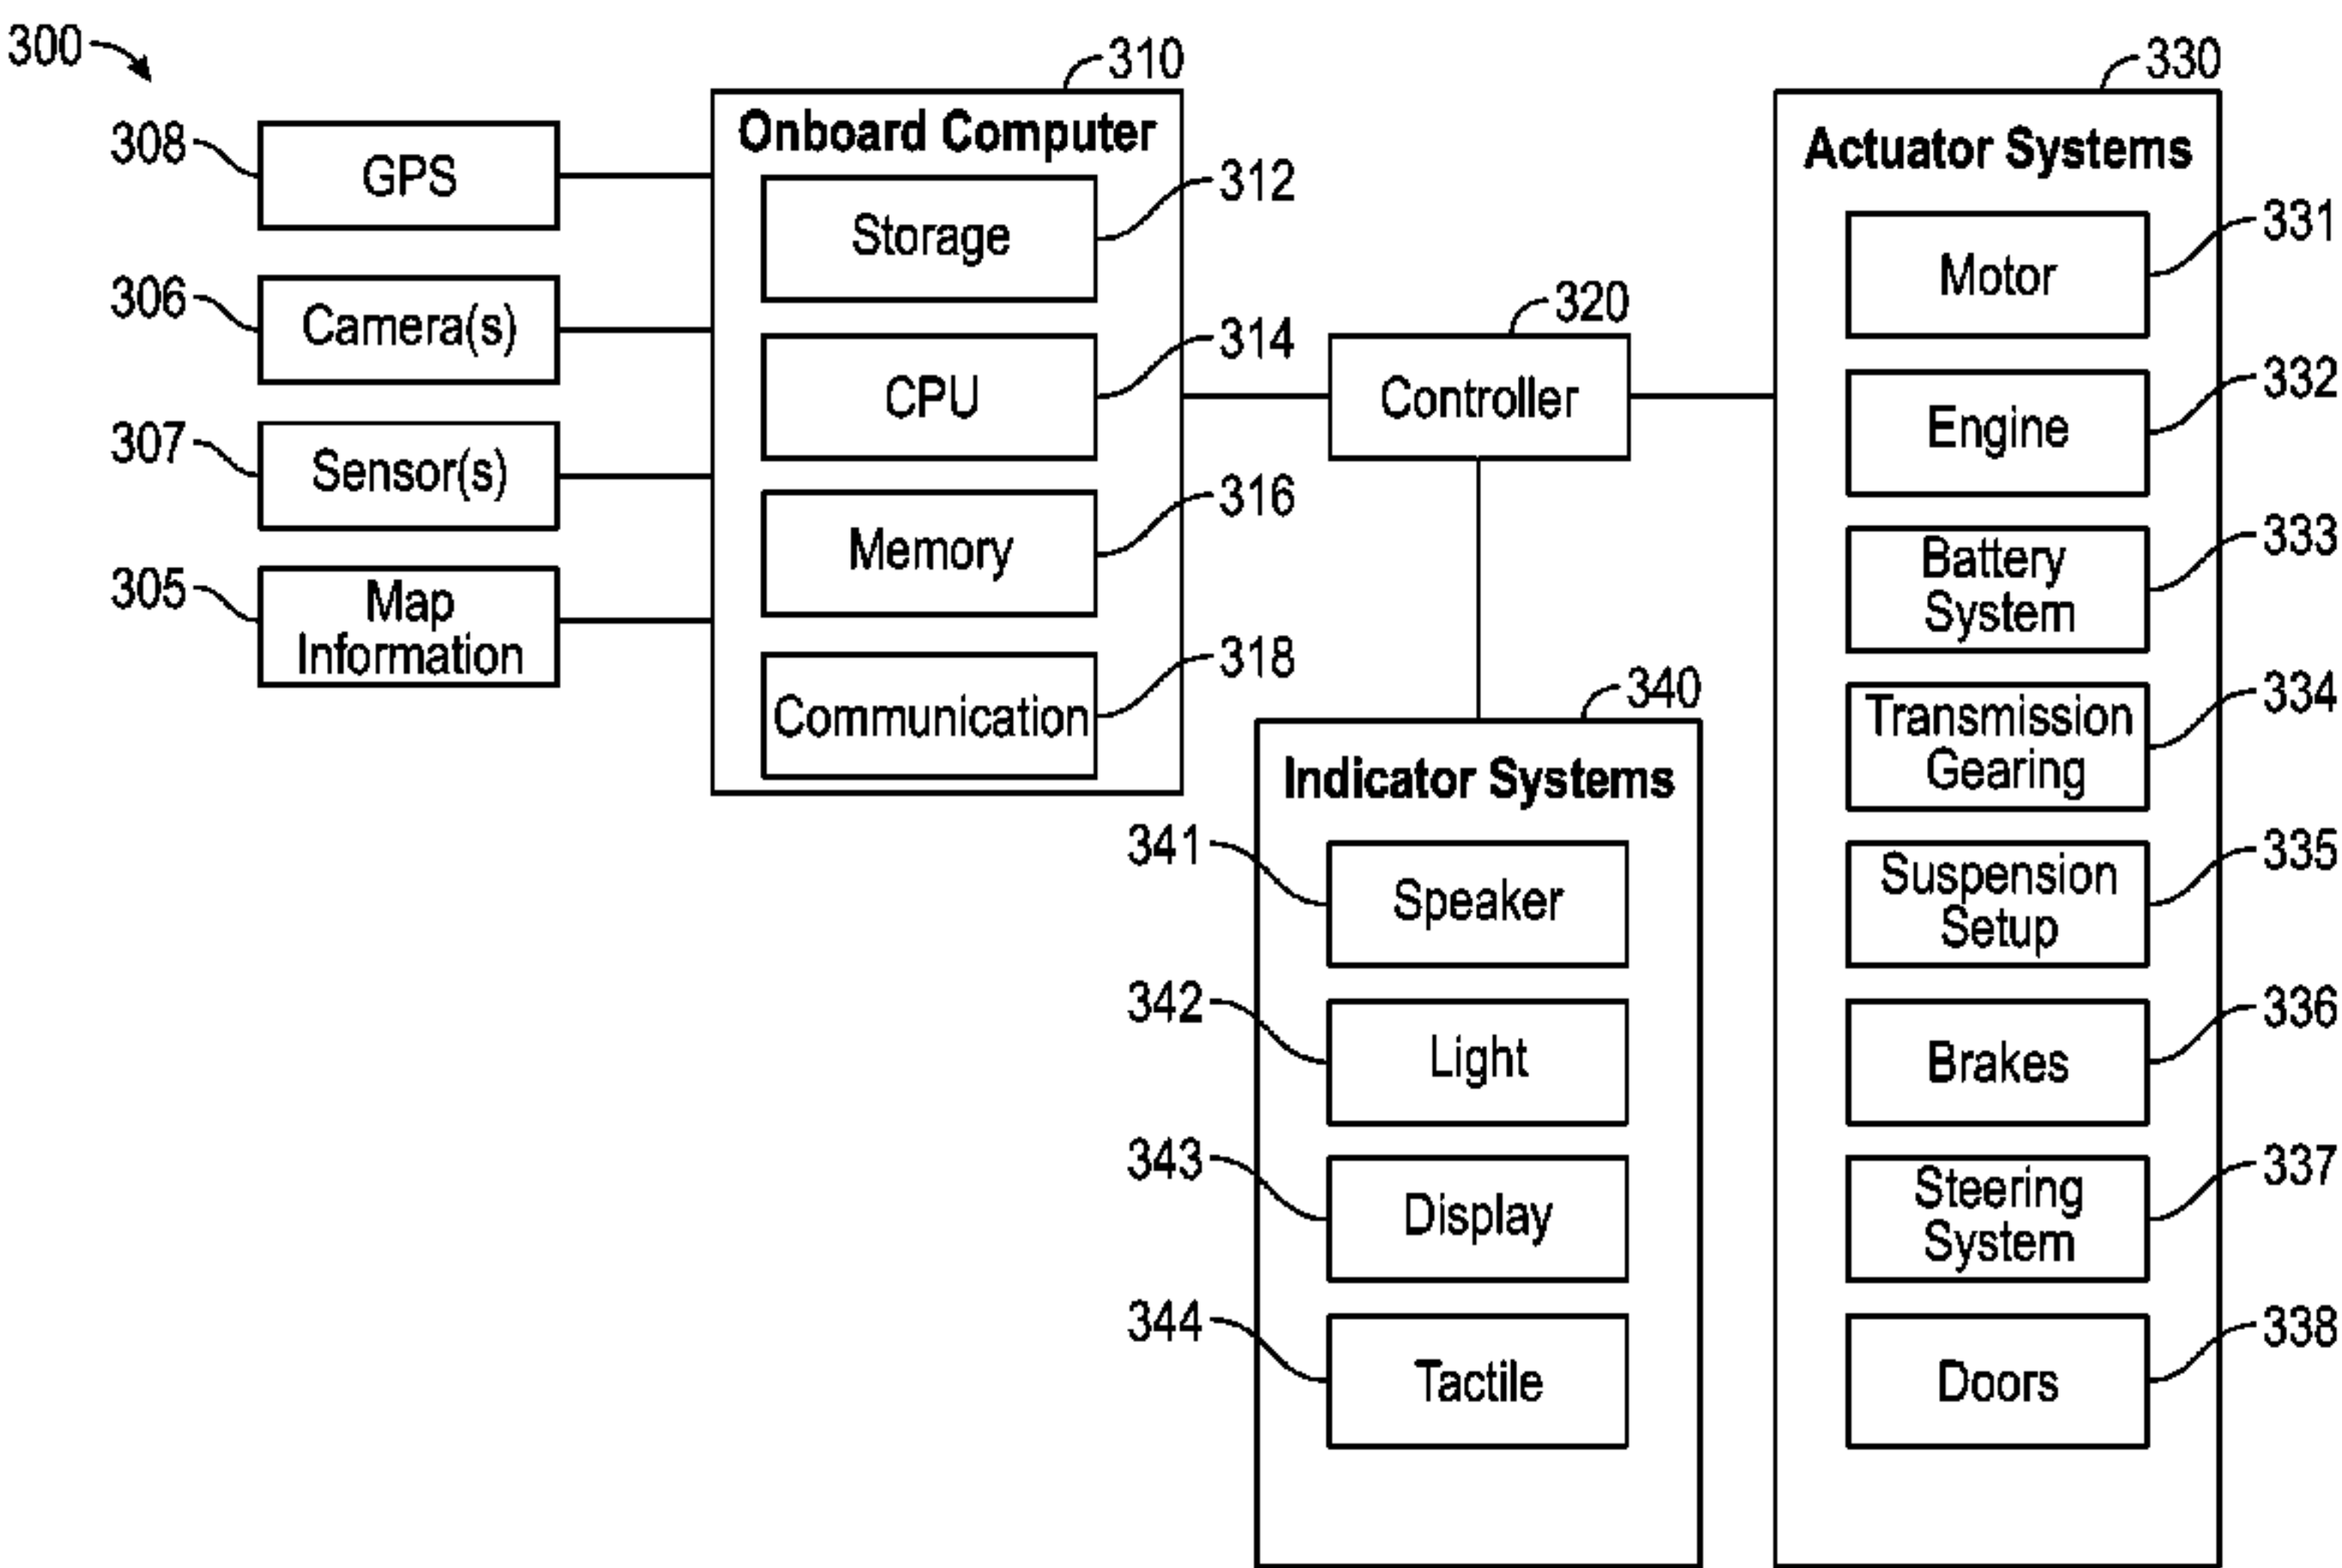 300
308
GPS
306
Camera(s)
307
Sensor(s)
305
Map
Information
310
Onboard Computer
Storage
312
CPU
314
Memory
316
Communication
318
320
Controller
340
Indicator Systems
341
Speaker
342
Light
343
Display
344
Tactile
330
Actuator Systems
Motor
331
Engine
332
Battery
System
333
Transmission
Gearing
334
Suspension
Setup
335
Brakes
336
Steering
System
337
Doors
338